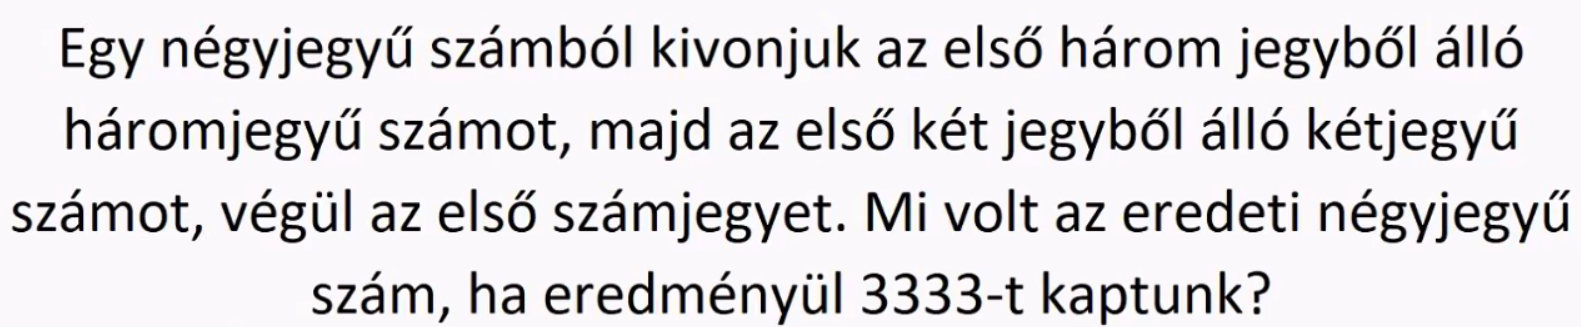 Egy négyjegyű számból kivonjuk az első három jegyből álló
háromjegyű számot, majd az első két jegyből álló kétjegyű
számot, végül az első számjegyet. Mi volt az eredeti négyjegyű
szám, ha eredményül 3333-t kaptunk?